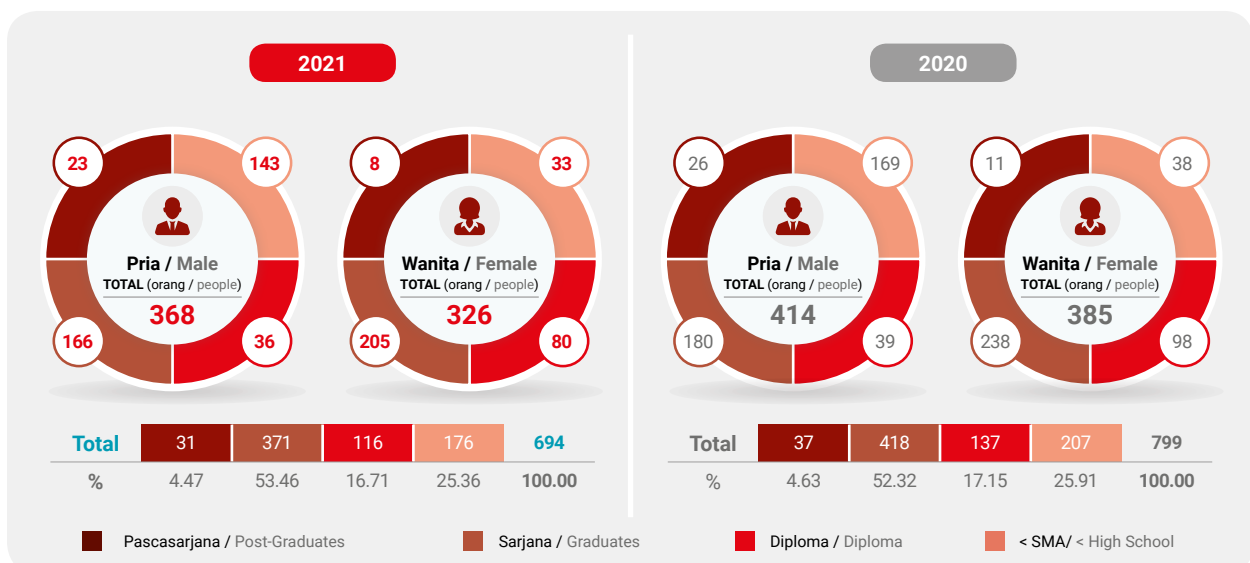 2021
23
143
Pria / Male
TOTAL (orang / people)
368
166
36
8
33
Wanita / Female
TOTAL (orang / people)
326
205
80
Total 31 371 116 176 694
% 4.47 53.46 16.71 25.36 100.00
2020
26
169
Pria / Male
TOTAL (orang / people)
414
180
39
11
38
Wanita / Female
TOTAL (orang / people)
385
238
98
Total 37 418 137 207 799
% 4.63 52.32 17.15 25.91 100.00
Pascasarjana / Post-Graduates Sarjana / Graduates Diploma / Diploma < SMA/ < High School